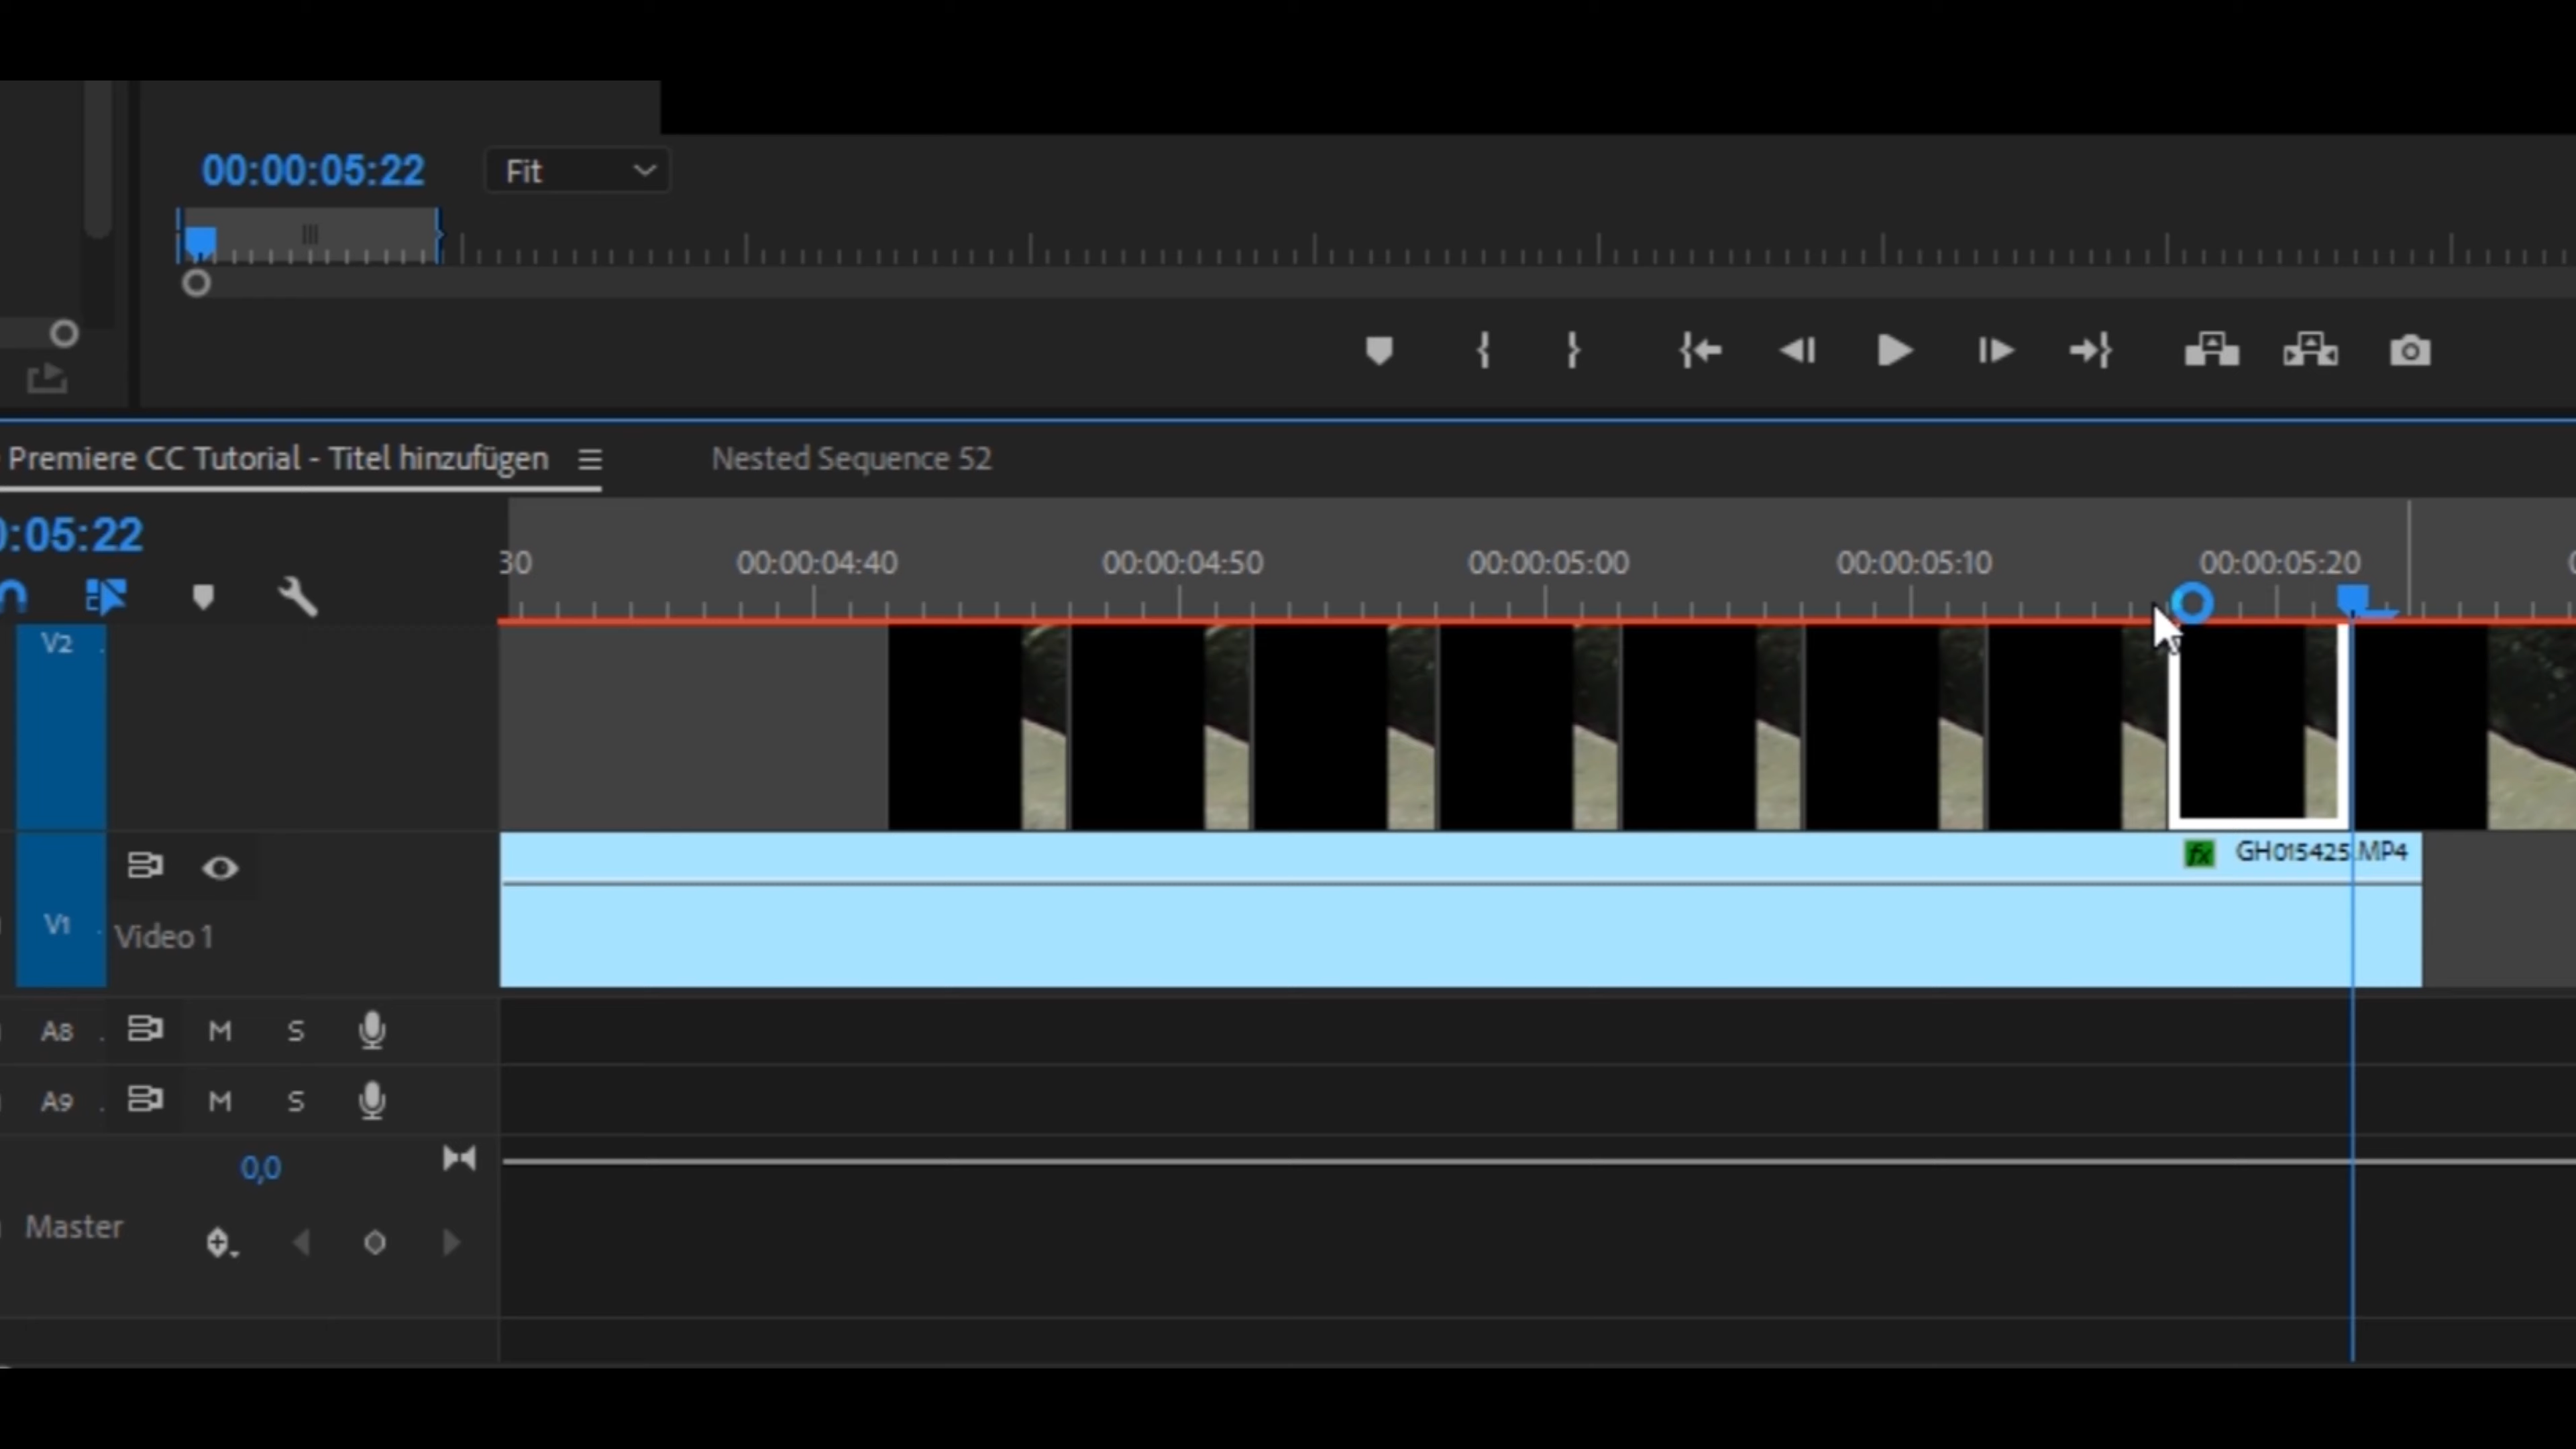 00:00:05:22 Fit
Premiere CC Tutorial - Titel hinzufügen Nested Sequence 52
:05:22
30 00:00:04:40 00:00:04:50 00:00:05:00 00:00:05:10 00:00:05:20
V2
fx GH015425.MP4
V1 Video 1
A8 M S
A9 M S
0,0
Master